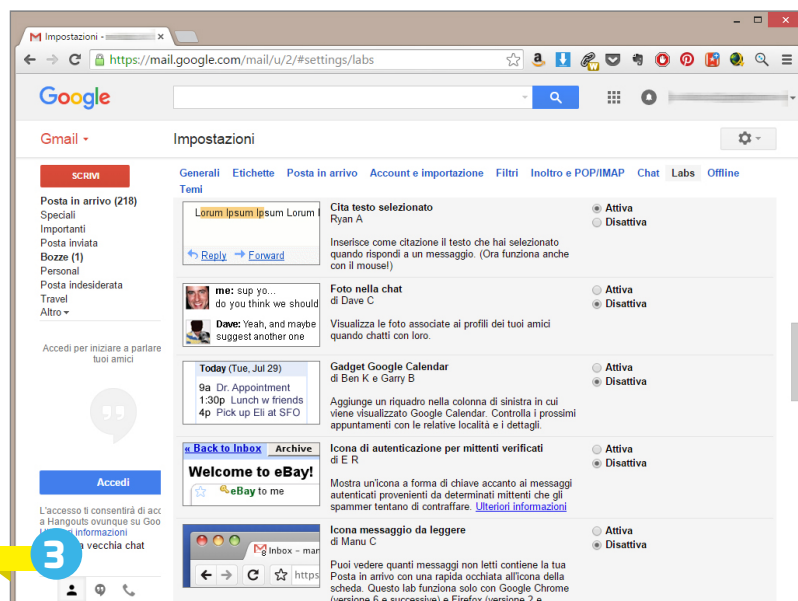 Impostazioni -
https://mail.google.com/mail/u/2/#settings/labs
Google
Gmail
Impostazioni
SCRIVI
Posta in arrivo (218)
Speciali
Importanti
Posta inviata
Bozze (1)
Personal
Posta indesiderata
Travel
Altro
Accedi per iniziare a parlare
tuoi amici
Accedi
L'accesso ti consentirà di acc
a Hangouts ovunque su Goo
informazioni
vecchia chat
3
Generali Etichette Posta in arrivo Account e importazione Filtri Inoltro e POP/IMAP Chat Labs Offline
Temi
Lorum Ipsum Ipsum Lorum I
Reply Forward
Cita testo selezionato
Ryan A
Inserisce come citazione il testo che hai selezionato
quando rispondi a un messaggio. (Ora funziona anche
con il mouse!)
Attiva
Disattiva
me: sup yo...
do you think we should
Dave: Yeah, and maybe
suggest another one
Foto nella chat
di Dave C
Visualizza le foto associate ai profili dei tuoi amici
quando chatti con loro.
Attiva
Disattiva
Today (Tue, Jul 29)
9a Dr. Appointment
1:30p Lunch w friends
4p Pick up Eli at SFO
Gadget Google Calendar
di Ben K e Garry B
Aggiunge un riquadro nella colonna di sinistra in cui
viene visualizzato Google Calendar. Controlla i prossimi
appuntamenti con le relative località e i dettagli.
Attiva
Disattiva
« Back to Inbox Archive
Welcome to eBay!
eBay to me
Icona di autenticazione per mittenti verificati
di E R
Mostra un'icona a forma di chiave accanto ai messaggi
autenticati provenienti da determinati mittenti che gli
spammer tentano di contraffare. Ulteriori informazioni
Attiva
Disattiva
Inbox – mar
https
Icona messaggio da leggere
di Manu C
Puoi vedere quanti messaggi non letti contiene la tua
Posta in arrivo con una rapida occhiata all'icona della
scheda. Questo lab funziona solo con Google Chrome
(versione 6 e successive) e Firefox (versione 2 e
Attiva
Disattiva